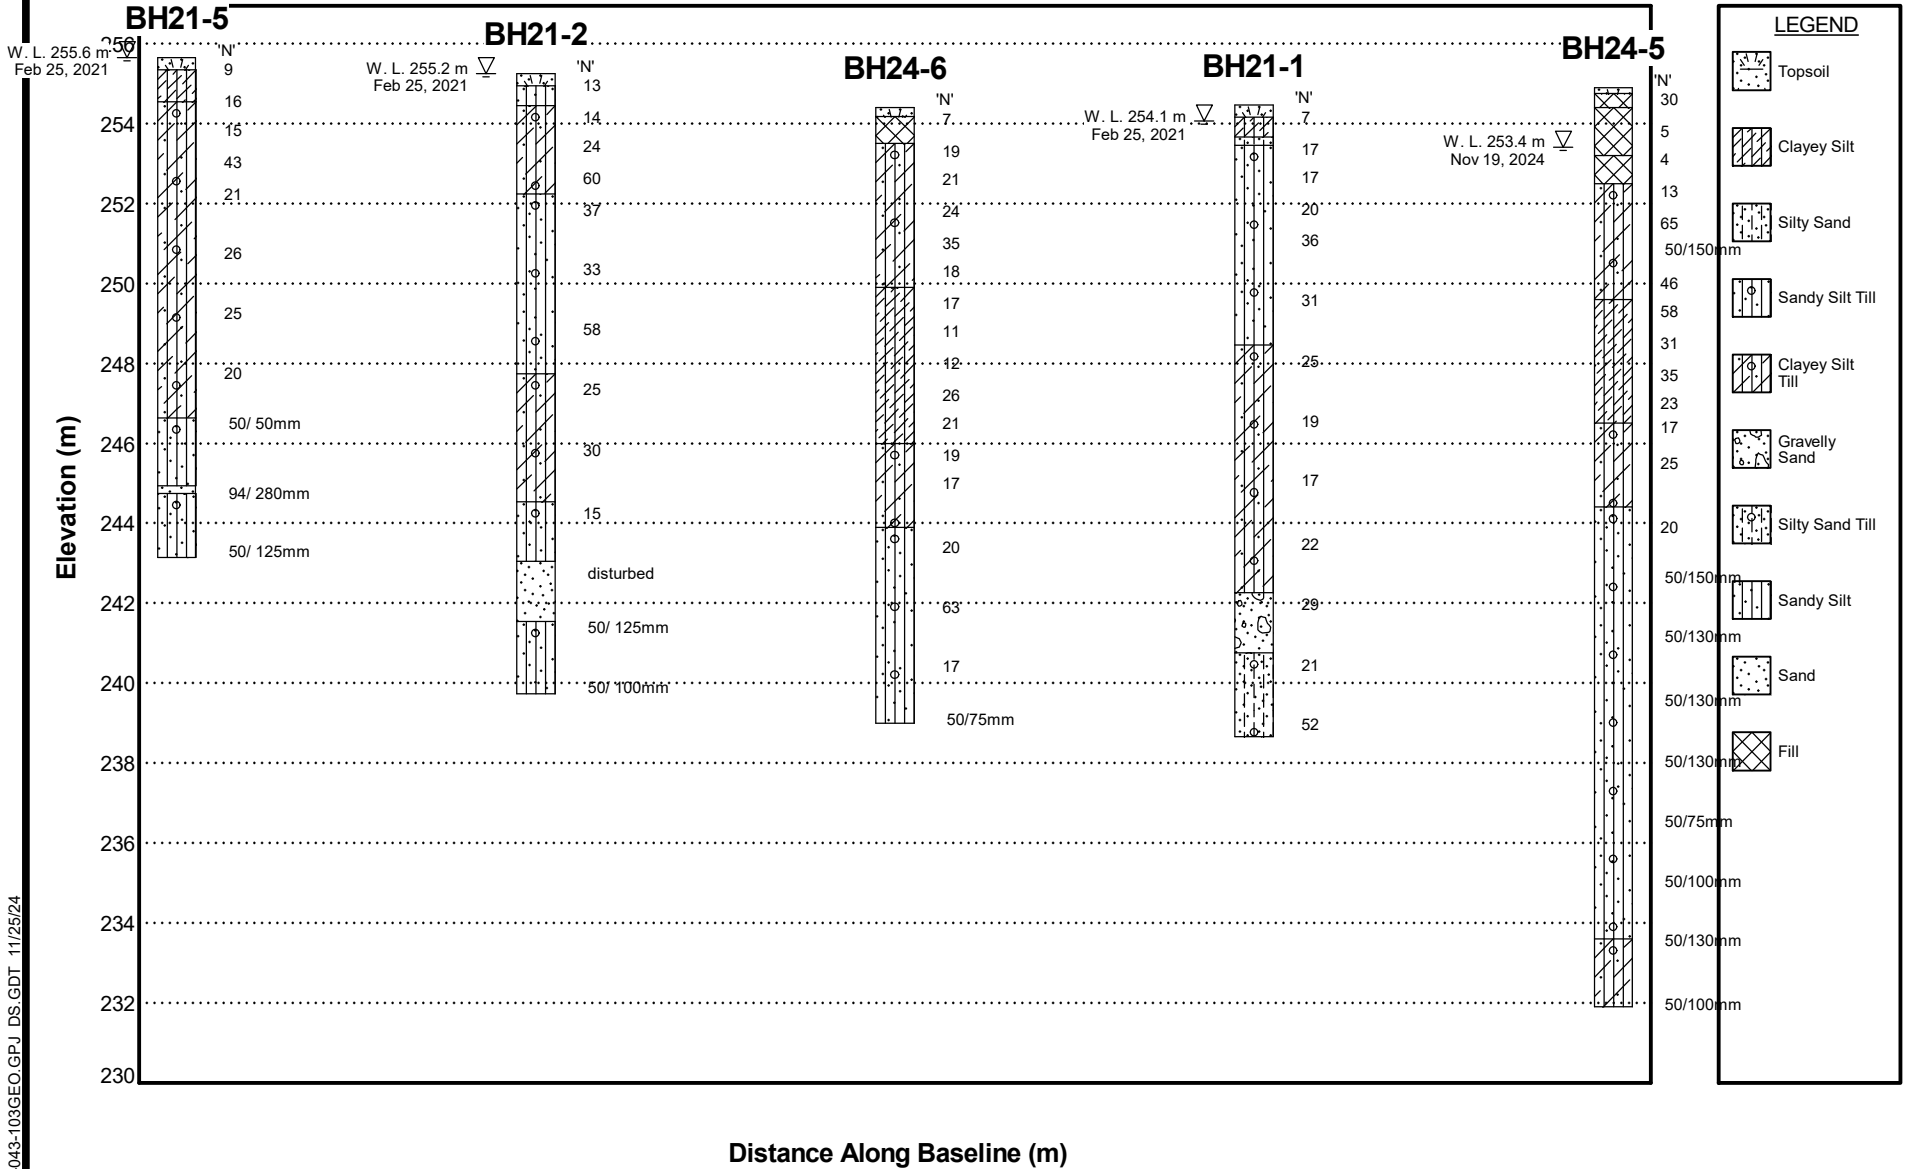 BH21-5
W. L. 255.6 m
Feb 25, 2021
'N'
9
16
15
43
21
26
25
20
50/ 50mm
94/ 280mm
50/ 125mm
BH21-2
W. L. 255.2 m
Feb 25, 2021
'N'
13
14
24
60
37
33
58
25
30
15
disturbed
50/ 125mm
50/ 100mm
BH24-6
'N'
7
19
21
24
35
18
17
11
12
26
21
19
17
20
63
17
50/75mm
BH21-1
W. L. 254.1 m
Feb 25, 2021
'N'
7
17
17
20
36
31
25
19
17
22
29
21
52
BH24-5
W. L. 253.4 m
Nov 19, 2024
'N'
30
5
4
13
65
50/150mm
46
58
31
35
23
17
25
20
50/150mm
50/130mm
50/130mm
50/130mm
50/75mm
50/100mm
50/130mm
50/100mm
256
254
252
250
248
246
244
242
240
238
236
234
232
230
Elevation (m)
Distance Along Baseline (m)
LEGEND
Topsoil
Clayey Silt
Silty Sand
Sandy Silt Till
Clayey Silt
Till
Gravelly
Sand
Silty Sand Till
Sandy Silt
Sand
Fill
043-103GEO.GPJ DS.GDT 11/25/24